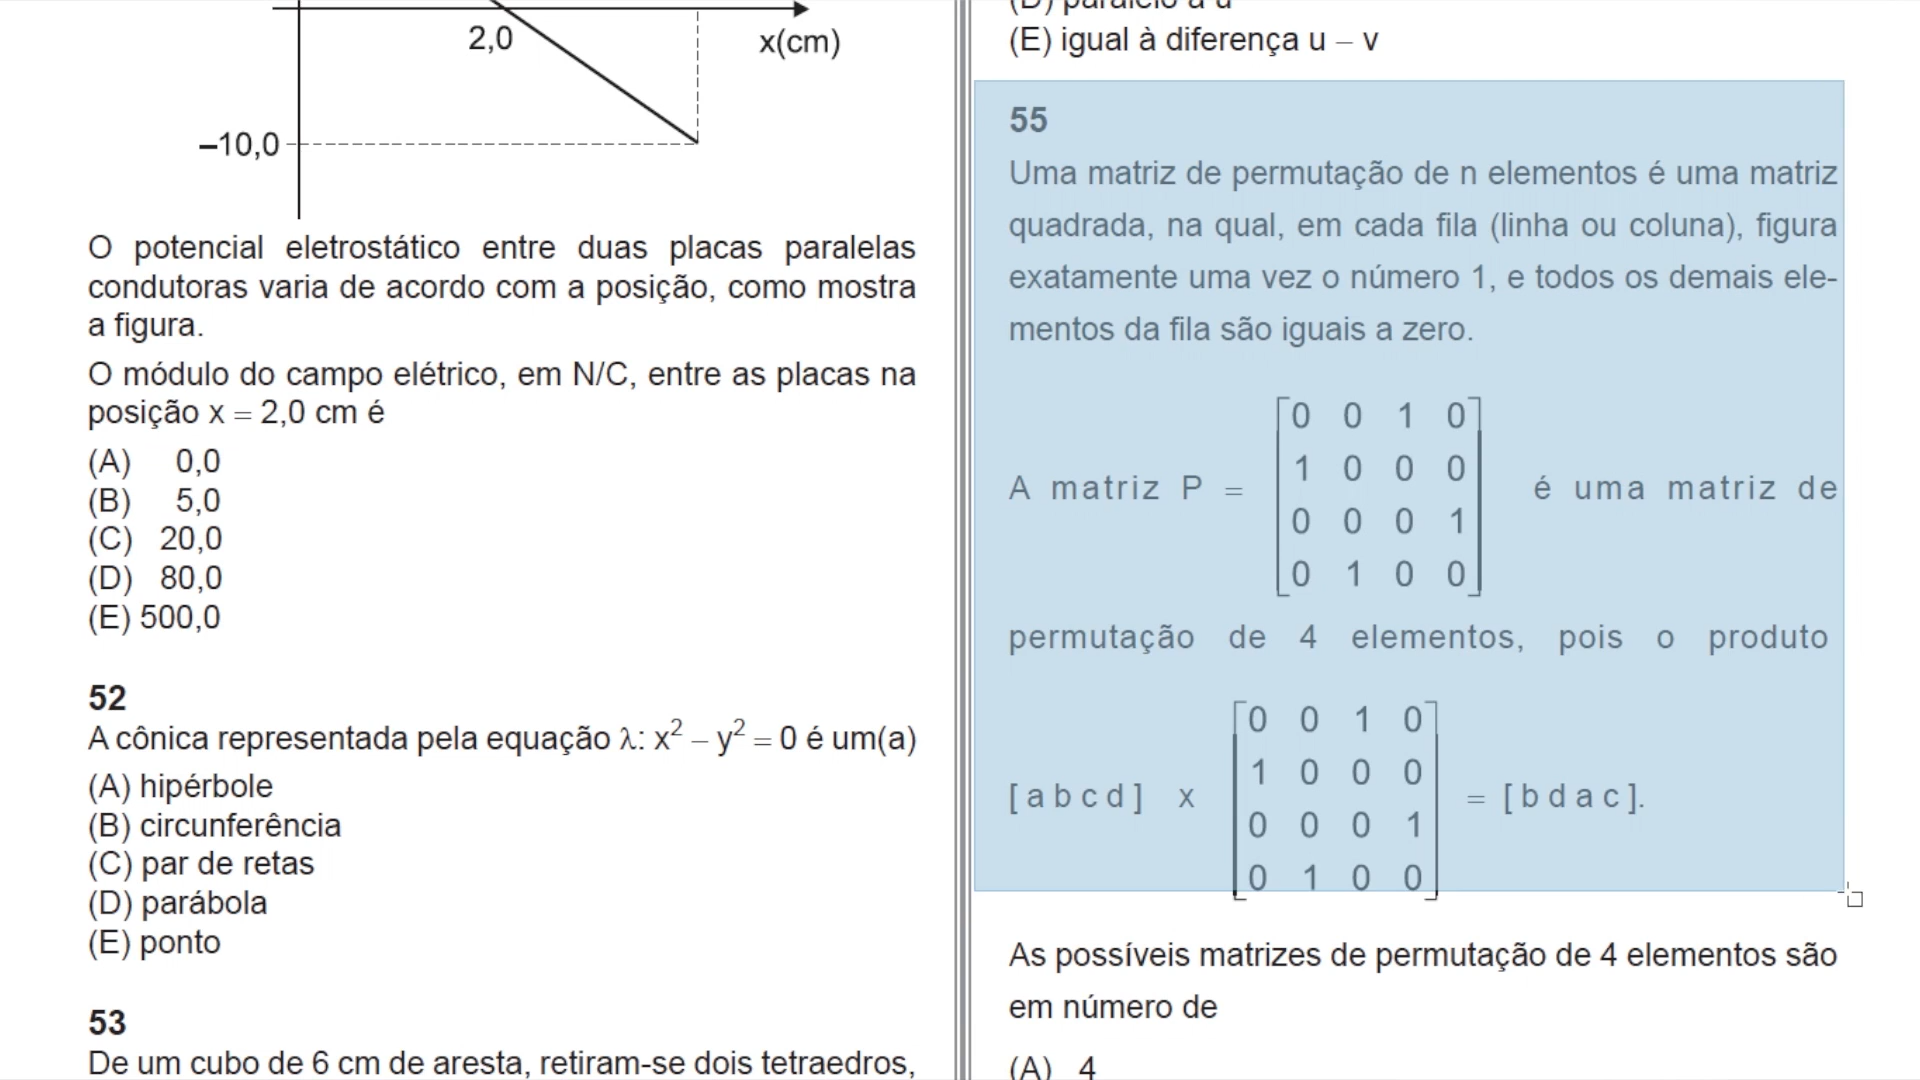 2,0
x(cm)
–10,0
O potencial eletrostático entre duas placas paralelas
condutoras varia de acordo com a posição, como mostra
a figura.
O módulo do campo elétrico, em N/C, entre as placas na
posição x = 2,0 cm é
(A) 0,0
(B) 5,0
(C) 20,0
(D) 80,0
(E) 500,0
52
A cônica representada pela equação λ: x² – y² = 0 é um(a)
(A) hipérbole
(B) circunferência
(C) par de retas
(D) parábola
(E) ponto
53
De um cubo de 6 cm de aresta, retiram-se dois tetraedros,
(D) paralelo a u
(E) igual à diferença u – v
55
Uma matriz de permutação de n elementos é uma matriz
quadrada, na qual, em cada fila (linha ou coluna), figura
exatamente uma vez o número 1, e todos os demais ele-
mentos da fila são iguais a zero.
0 0 1 0
1 0 0 0
A matriz P = é uma matriz de
0 0 0 1
0 1 0 0
permutação de 4 elementos, pois o produto
0 0 1 0
1 0 0 0
[ a b c d ] x = [ b d a c ].
0 0 0 1
0 1 0 0
As possíveis matrizes de permutação de 4 elementos são
em número de
(A) 4